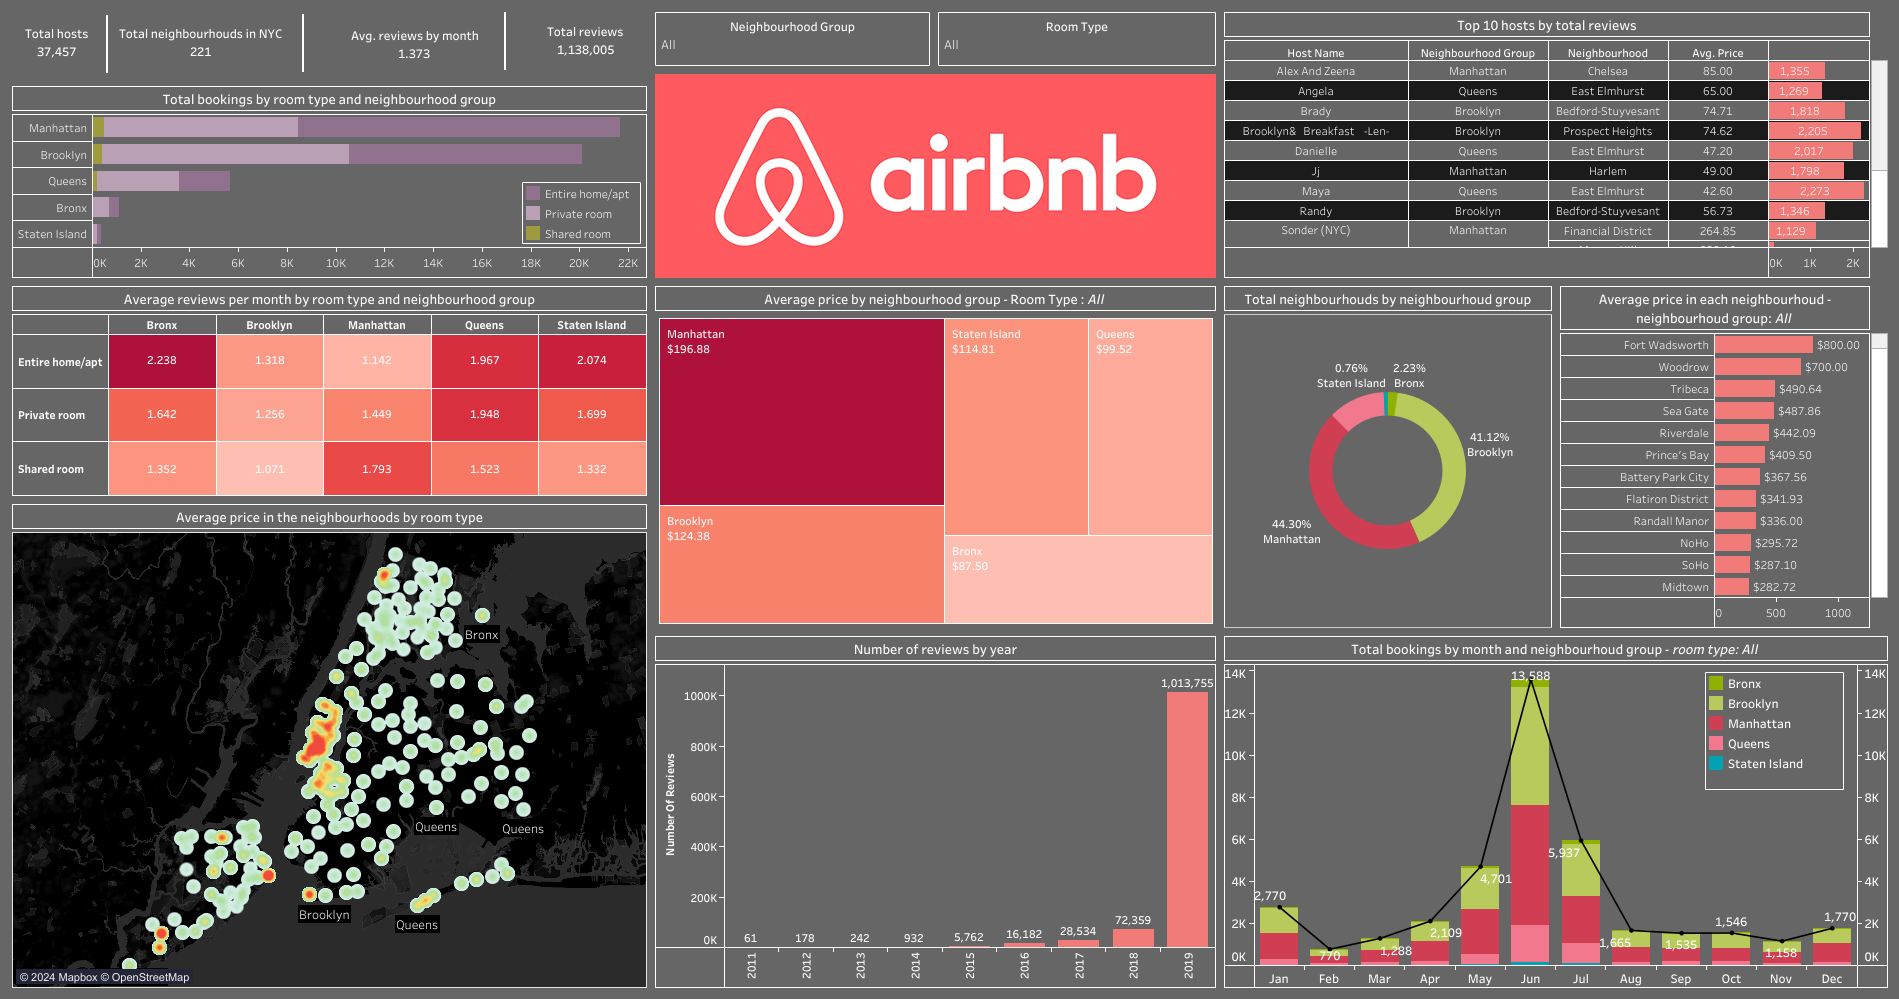 Total hosts
37,457
Total neighbourhouds in NYC
221
Avg. reviews by month
1.373
Total reviews
1,138,005
Neighbourhood Group
All
Room Type
All
Total bookings by room type and neighbourhood group
Manhattan
Brooklyn
Queens
Bronx
Staten Island
Entire home/apt
Private room
Shared room
0K 2K 4K 6K 8K 10K 12K 14K 16K 18K 20K 22K
airbnb
Top 10 hosts by total reviews
Host Name Neighbourhood Group Neighbourhood Avg. Price
Alex And Zeena Manhattan Chelsea 85.00 1,355
Angela Queens East Elmhurst 65.00 1,269
Brady Brooklyn Bedford-Stuyvesant 74.71 1,818
Brooklyn& Breakfast -Len- Brooklyn Prospect Heights 74.62 2,205
Danielle Queens East Elmhurst 47.20 2,017
Jj Manhattan Harlem 49.00 1,798
Maya Queens East Elmhurst 42.60 2,273
Randy Brooklyn Bedford-Stuyvesant 56.73 1,346
Sonder (NYC) Manhattan Financial District 264.85 1,129
0K 1K 2K
Average reviews per month by room type and neighbourhood group
Bronx Brooklyn Manhattan Queens Staten Island
Entire home/apt 2.238 1.318 1.142 1.967 2.074
Private room 1.642 1.256 1.449 1.948 1.699
Shared room 1.352 1.071 1.793 1.523 1.332
Average price by neighbourhood group - Room Type : All
Manhattan
$196.88
Brooklyn
$124.38
Staten Island
$114.81
Queens
$99.52
Bronx
$87.50
Total neighbourhouds by neighbourhoud group
0.76%
Staten Island
2.23%
Bronx
41.12%
Brooklyn
44.30%
Manhattan
Average price in each neighbourhoud -
neighbourhoud group: All
Fort Wadsworth $800.00
Woodrow $700.00
Tribeca $490.64
Sea Gate $487.86
Riverdale $442.09
Prince's Bay $409.50
Battery Park City $367.56
Flatiron District $341.93
Randall Manor $336.00
NoHo $295.72
SoHo $287.10
Midtown $282.72
0 500 1000
Average price in the neighbourhoods by room type
Bronx
Queens
Queens
Brooklyn
Queens
© 2024 Mapbox © OpenStreetMap
Number of reviews by year
Number Of Reviews
1000K
800K
600K
400K
200K
0K
61 178 242 932 5,762 16,182 28,534 72,359 1,013,755
2011 2012 2013 2014 2015 2016 2017 2018 2019
Total bookings by month and neighbourhoud group - room type: All
14K
12K
10K
8K
6K
4K
2K
0K
2,770 770 1,288 2,109 4,701 13,588 5,937 1,665 1,535 1,546 1,158 1,770
Bronx
Brooklyn
Manhattan
Queens
Staten Island
14K
12K
10K
8K
6K
4K
2K
0K
Jan Feb Mar Apr May Jun Jul Aug Sep Oct Nov Dec